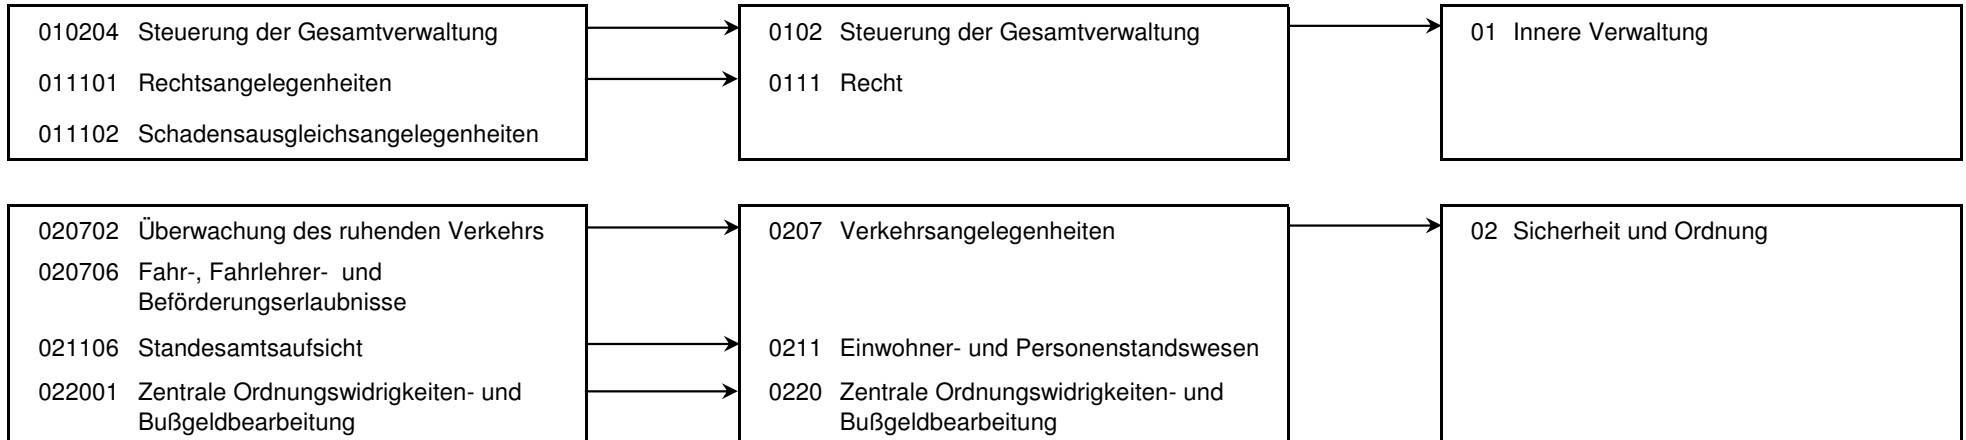 010204 Steuerung der Gesamtverwaltung 0102 Steuerung der Gesamtverwaltung 01 Innere Verwaltung
011101 Rechtsangelegenheiten 0111 Recht
011102 Schadensausgleichsangelegenheiten
020702 Überwachung des ruhenden Verkehrs 0207 Verkehrsangelegenheiten 02 Sicherheit und Ordnung
020706 Fahr-, Fahrlehrer- und
Beförderungserlaubnisse
021106 Standesamtsaufsicht 0211 Einwohner- und Personenstandswesen
022001 Zentrale Ordnungswidrigkeiten- und 0220 Zentrale Ordnungswidrigkeiten- und
Bußgeldbearbeitung Bußgeldbearbeitung